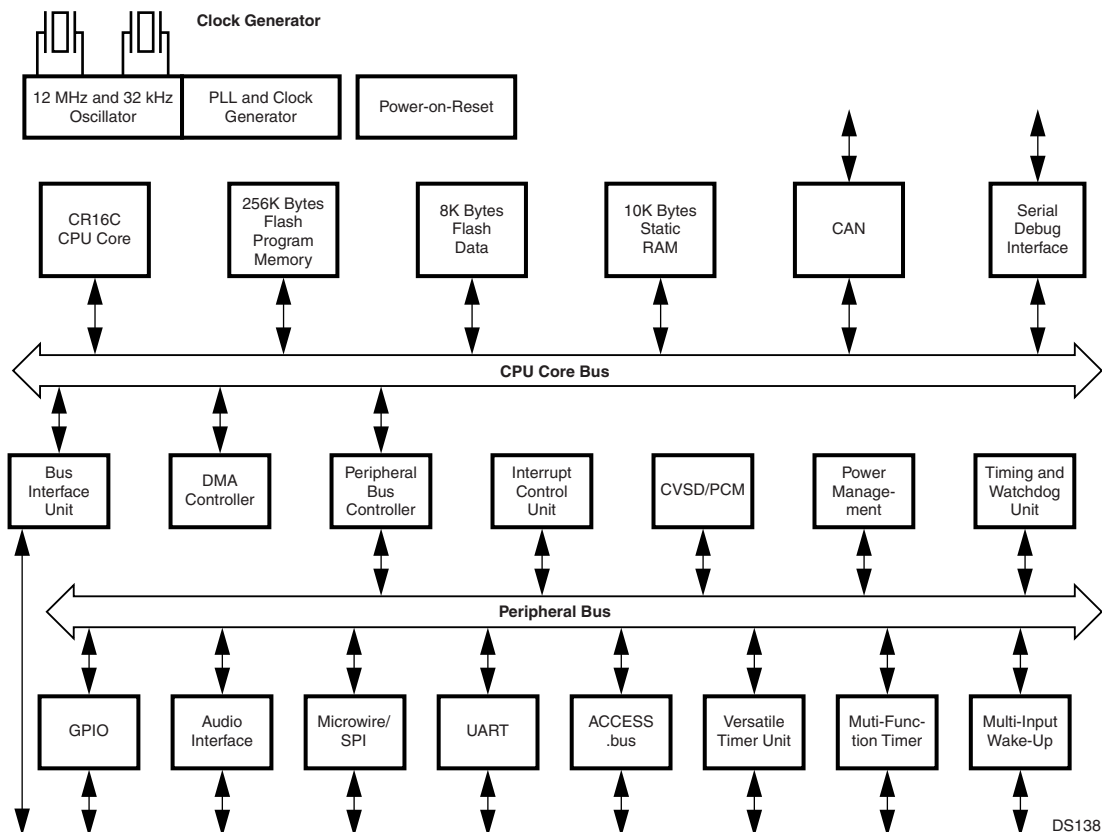 Clock Generator
12 MHz and 32 kHz
Oscillator
PLL and Clock
Generator
Power-on-Reset
CR16C
CPU Core
256K Bytes
Flash
Program
Memory
8K Bytes
Flash
Data
10K Bytes
Static
RAM
CAN
Serial
Debug
Interface
CPU Core Bus
Bus
Interface
Unit
DMA
Controller
Peripheral
Bus
Controller
Interrupt
Control
Unit
CVSD/PCM
Power
Manage-
ment
Timing and
Watchdog
Unit
Peripheral Bus
GPIO
Audio
Interface
Microwire/
SPI
UART
ACCESS
.bus
Versatile
Timer Unit
Muti-Func-
tion Timer
Multi-Input
Wake-Up
DS138